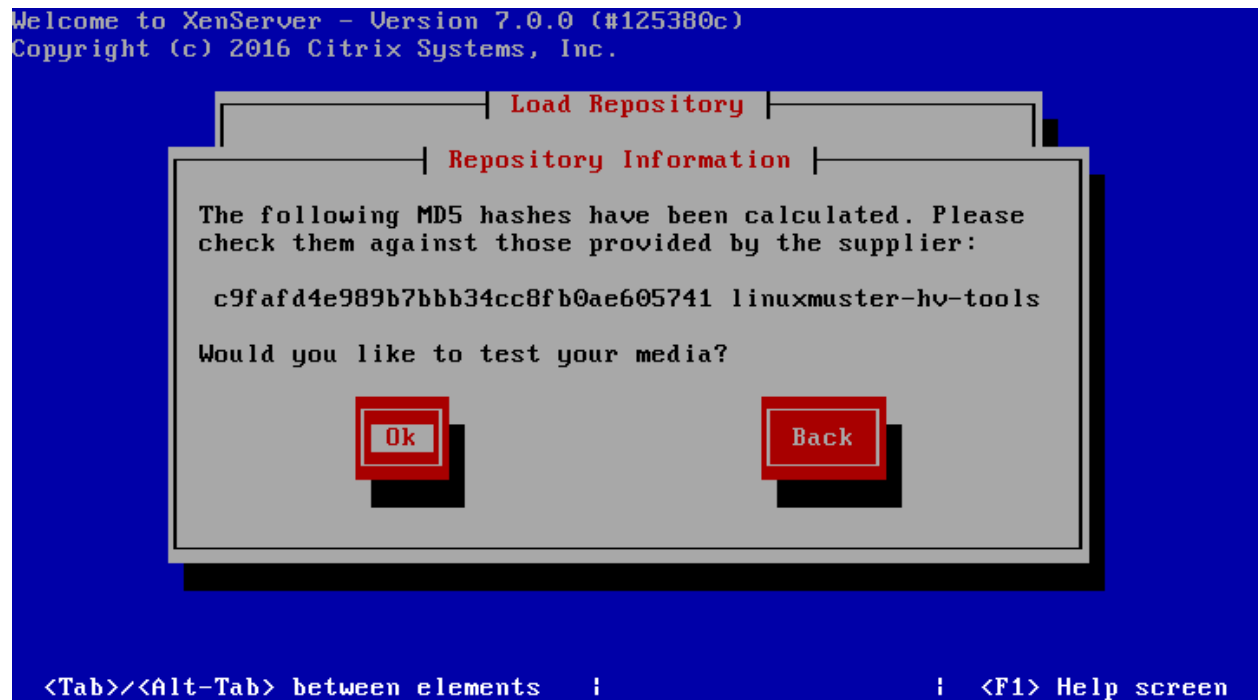 Welcome to XenServer - Version 7.0.0 (#125380c)
Copyright (c) 2016 Citrix Systems, Inc.
Load Repository
Repository Information
The following MD5 hashes have been calculated. Please
check them against those provided by the supplier:
c9fafd4e989b7bbb34cc8fb0ae605741 linuxmuster-hv-tools
Would you like to test your media?
Ok Back
<Tab>/<Alt-Tab> between elements | | <F1> Help screen